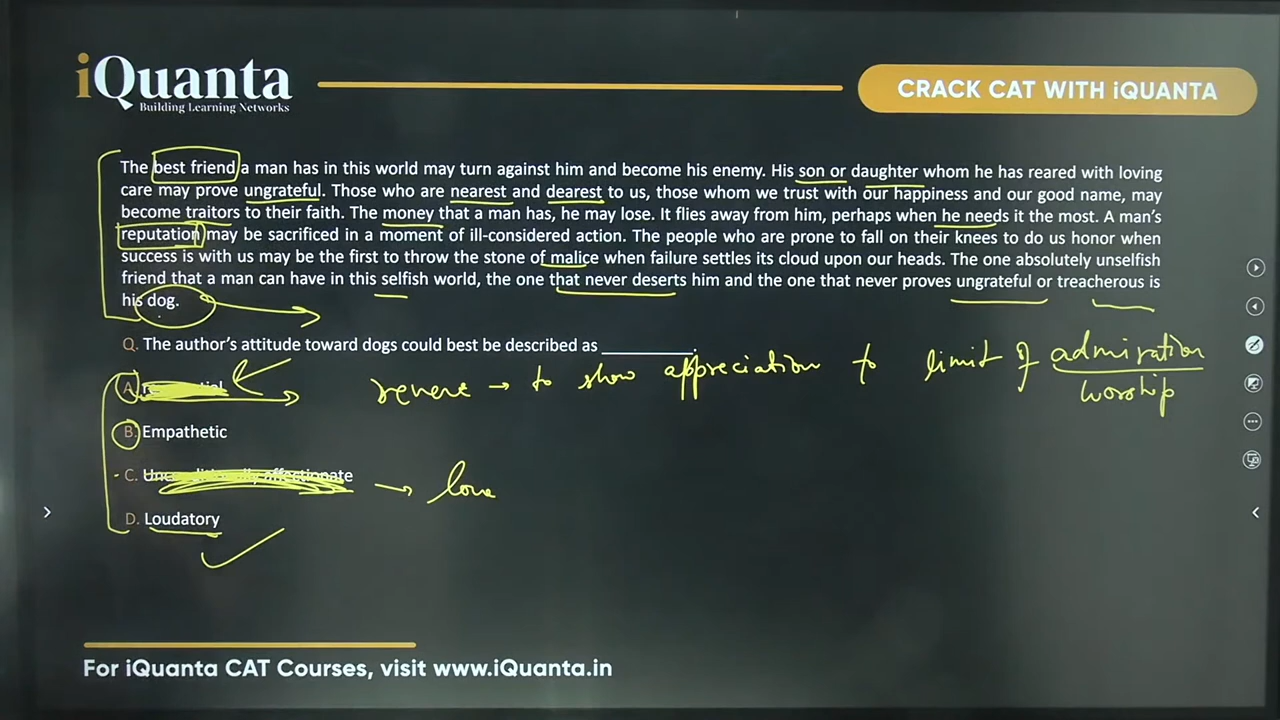 iQuanta
Building Learning Networks
CRACK CAT WITH iQUANTA
The best friend a man has in this world may turn against him and become his enemy. His son or daughter whom he has reared with loving
care may prove ungrateful. Those who are nearest and dearest to us, those whom we trust with our happiness and our good name, may
become traitors to their faith. The money that a man has, he may lose. It flies away from him, perhaps when he needs it the most. A man's
reputation may be sacrificed in a moment of ill-considered action. The people who are prone to fall on their knees to do us honor when
success is with us may be the first to throw the stone of malice when failure settles its cloud upon our heads. The one absolutely unselfish
friend that a man can have in this selfish world, the one that never deserts him and the one that never proves ungrateful or treacherous is
his dog.
Q. The author's attitude toward dogs could best be described as __________.
A.
revere → to show appreciation to limit of admiration
worship
B. Empathetic
C. Unconditionally affectionate → love
D. Loudatory
For iQuanta CAT Courses, visit www.iQuanta.in